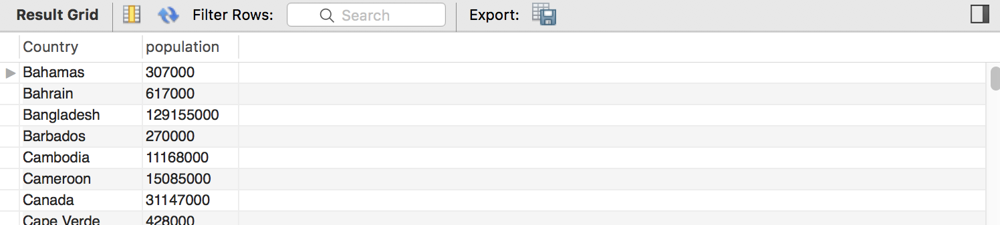 Result Grid Filter Rows: Search Export:
Country population
Bahamas 307000
Bahrain 617000
Bangladesh 129155000
Barbados 270000
Cambodia 11168000
Cameroon 15085000
Canada 31147000
Cape Verde 428000